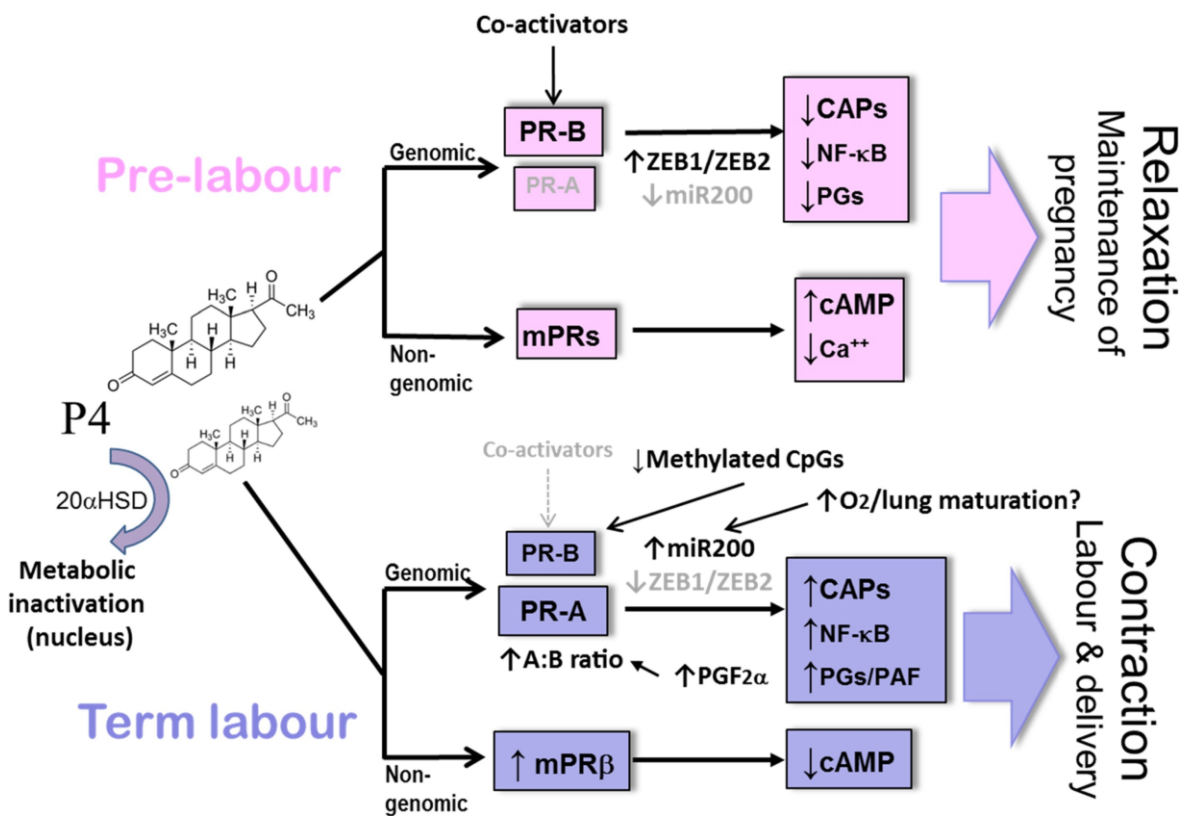 Co-activators
Pre-labour
Genomic
PR-B
PR-A
↑ZEB1/ZEB2
↓miR200
↓CAPs
↓NF-κB
↓PGs
Relaxation
Maintenance of
pregnancy
Non-
genomic
mPRs
↑cAMP
↓Ca++
H3C
H
O
CH3
H3C
H
H
H
O
P4
20αHSD
Metabolic
inactivation
(nucleus)
H3C
H
O
CH3
H3C
H
H
H
O
Co-activators
↓Methylated CpGs
↑O2/lung maturation?
Term labour
Genomic
PR-B
PR-A
↑miR200
↓ZEB1/ZEB2
↑A:B ratio
↑PGF2α
↑CAPs
↑NF-κB
↑PGs/PAF
Contraction
Labour & delivery
Non-
genomic
↑ mPRβ
↓cAMP